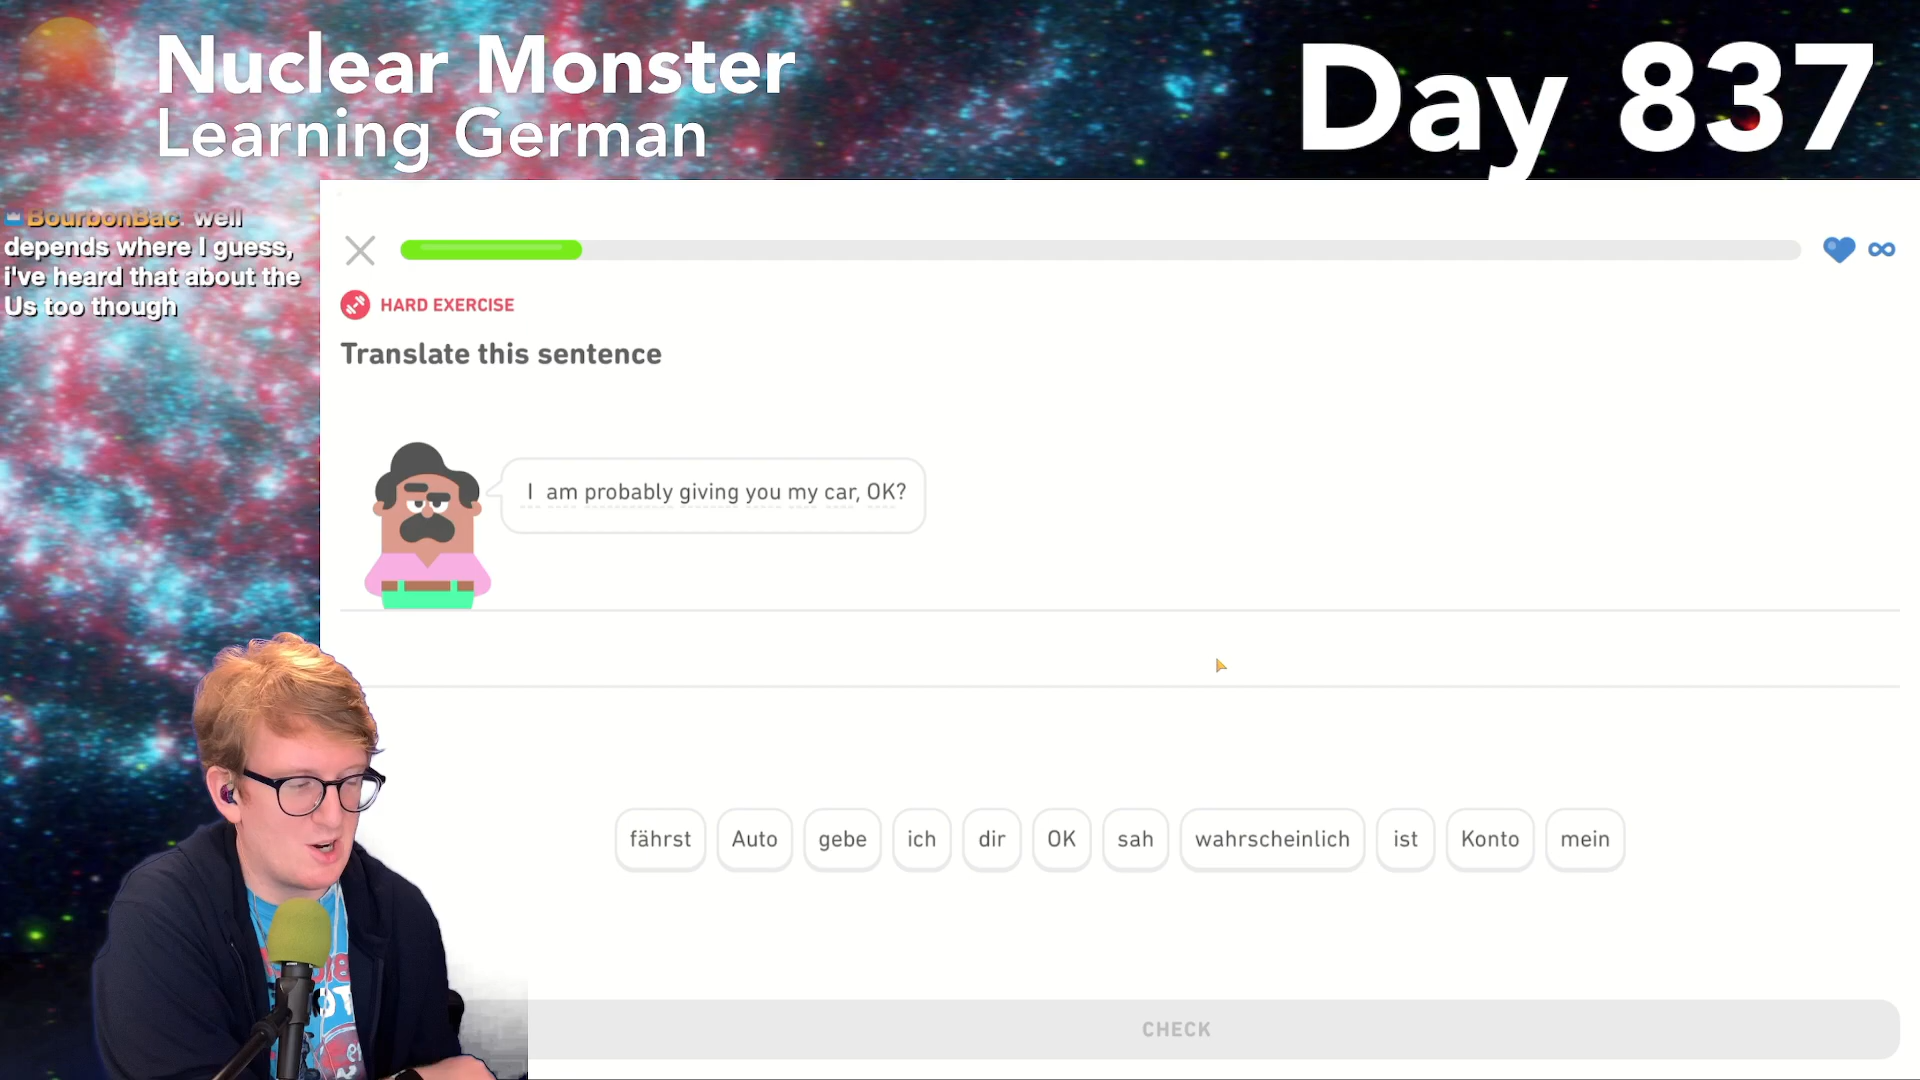 Nuclear Monster
Learning German
Day 837
BourbonBac: well
depends where I guess,
i've heard that about the
Us too though
HARD EXERCISE
Translate this sentence
I am probably giving you my car, OK?
fährst Auto gebe ich dir OK sah wahrscheinlich ist Konto mein
CHECK